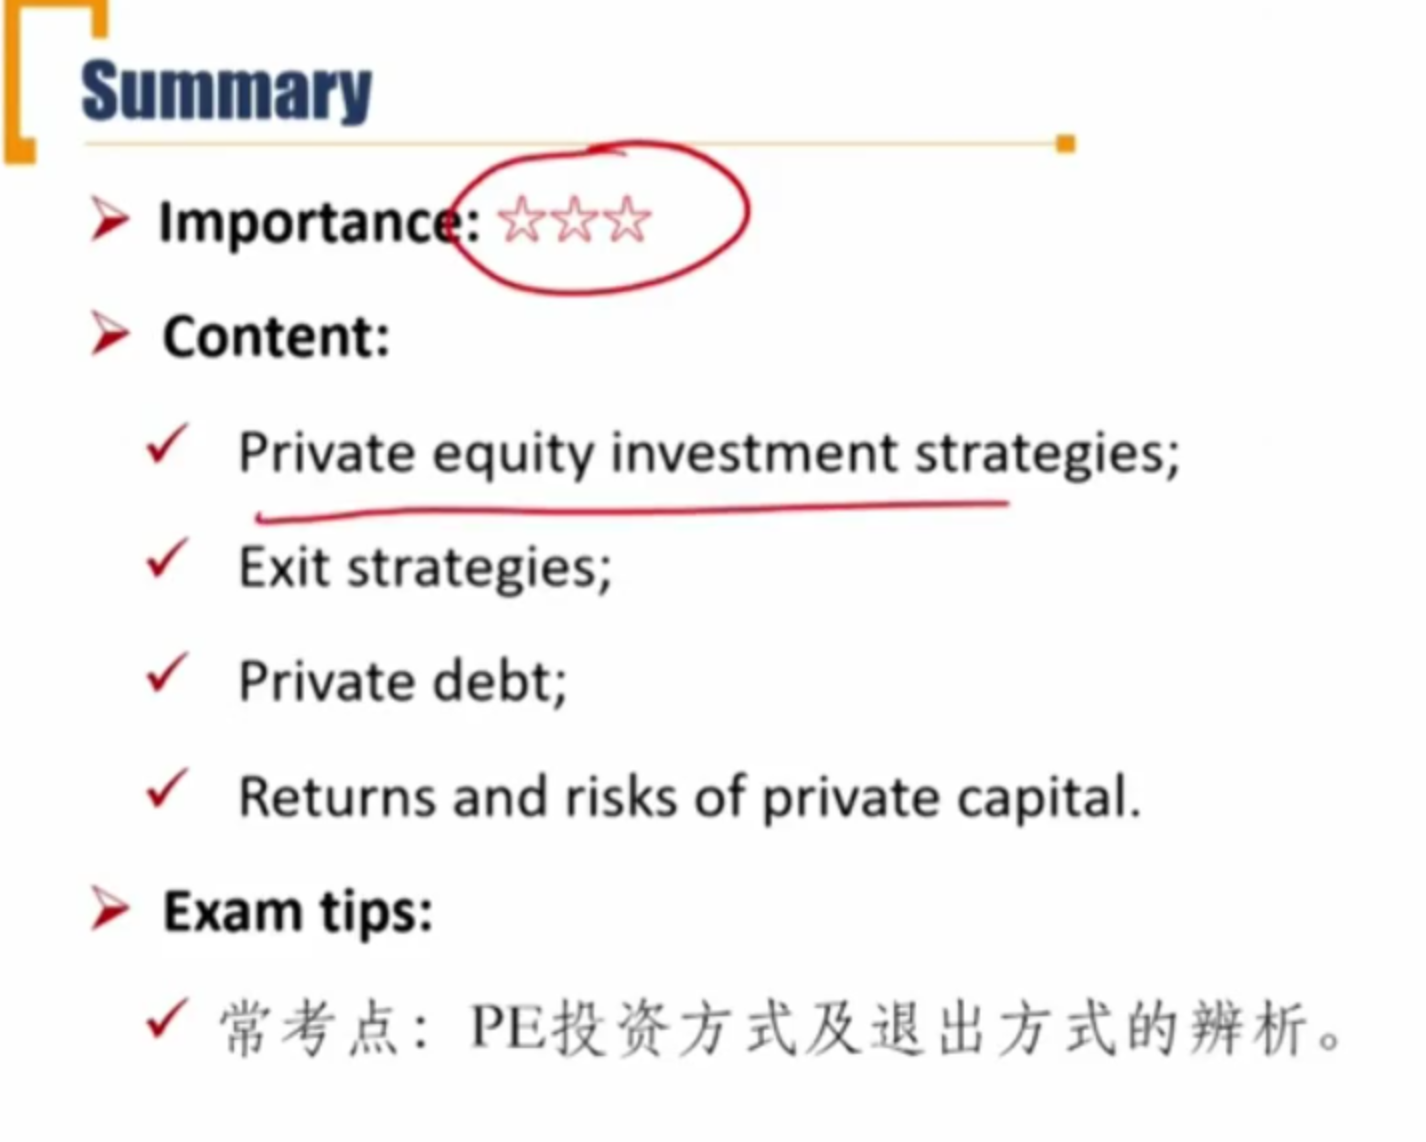 Summary
Importance: ☆☆☆
Content:
Private equity investment strategies;
Exit strategies;
Private debt;
Returns and risks of private capital.
Exam tips:
常考点：PE投资方式及退出方式的辨析。